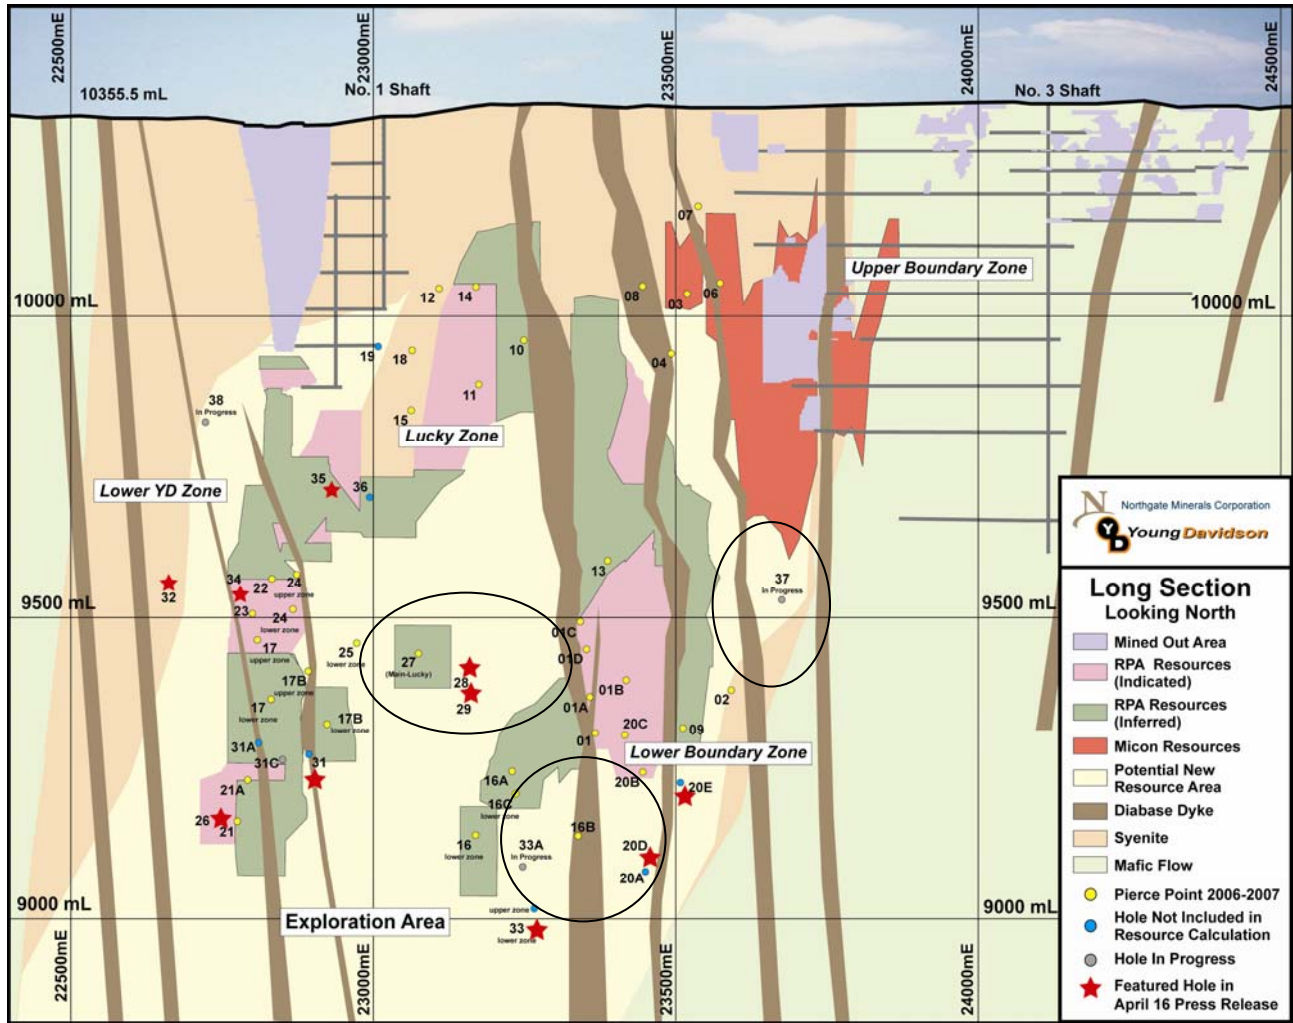 22500mE
23000mE
23500mE
24000mE
24500mE
10355.5 mL
No. 1 Shaft
No. 3 Shaft
07
Upper Boundary Zone
12
14
08
03
06
10000 mL
10000 mL
19
18
10
04
11
38
In Progress
15
Lucky Zone
Lower YD Zone
35
36
Northgate Minerals Corporation
N
YD
Young Davidson
34
22
24
upper zone
13
37
In Progress
32
9500 mL
9500 mL
23
24
lower zone
01C
17
upper zone
25
lower zone
27
(Main-Lucky)
01D
28
29
17B
upper zone
01B
01A
02
17
lower zone
17B
lower zone
20C
09
01
31A
31C
31
Lower Boundary Zone
16A
20B
20E
21A
16C
lower zone
26
21
16B
16
lower zone
33A
In Progress
20D
20A
9000 mL
9000 mL
Exploration Area
upper zone
33
lower zone
22500mE
23000mE
23500mE
24000mE
Long Section
Looking North
Mined Out Area
RPA Resources
(Indicated)
RPA Resources
(Inferred)
Micon Resources
Potential New
Resource Area
Diabase Dyke
Syenite
Mafic Flow
Pierce Point 2006-2007
Hole Not Included in
Resource Calculation
Hole In Progress
Featured Hole in
April 16 Press Release